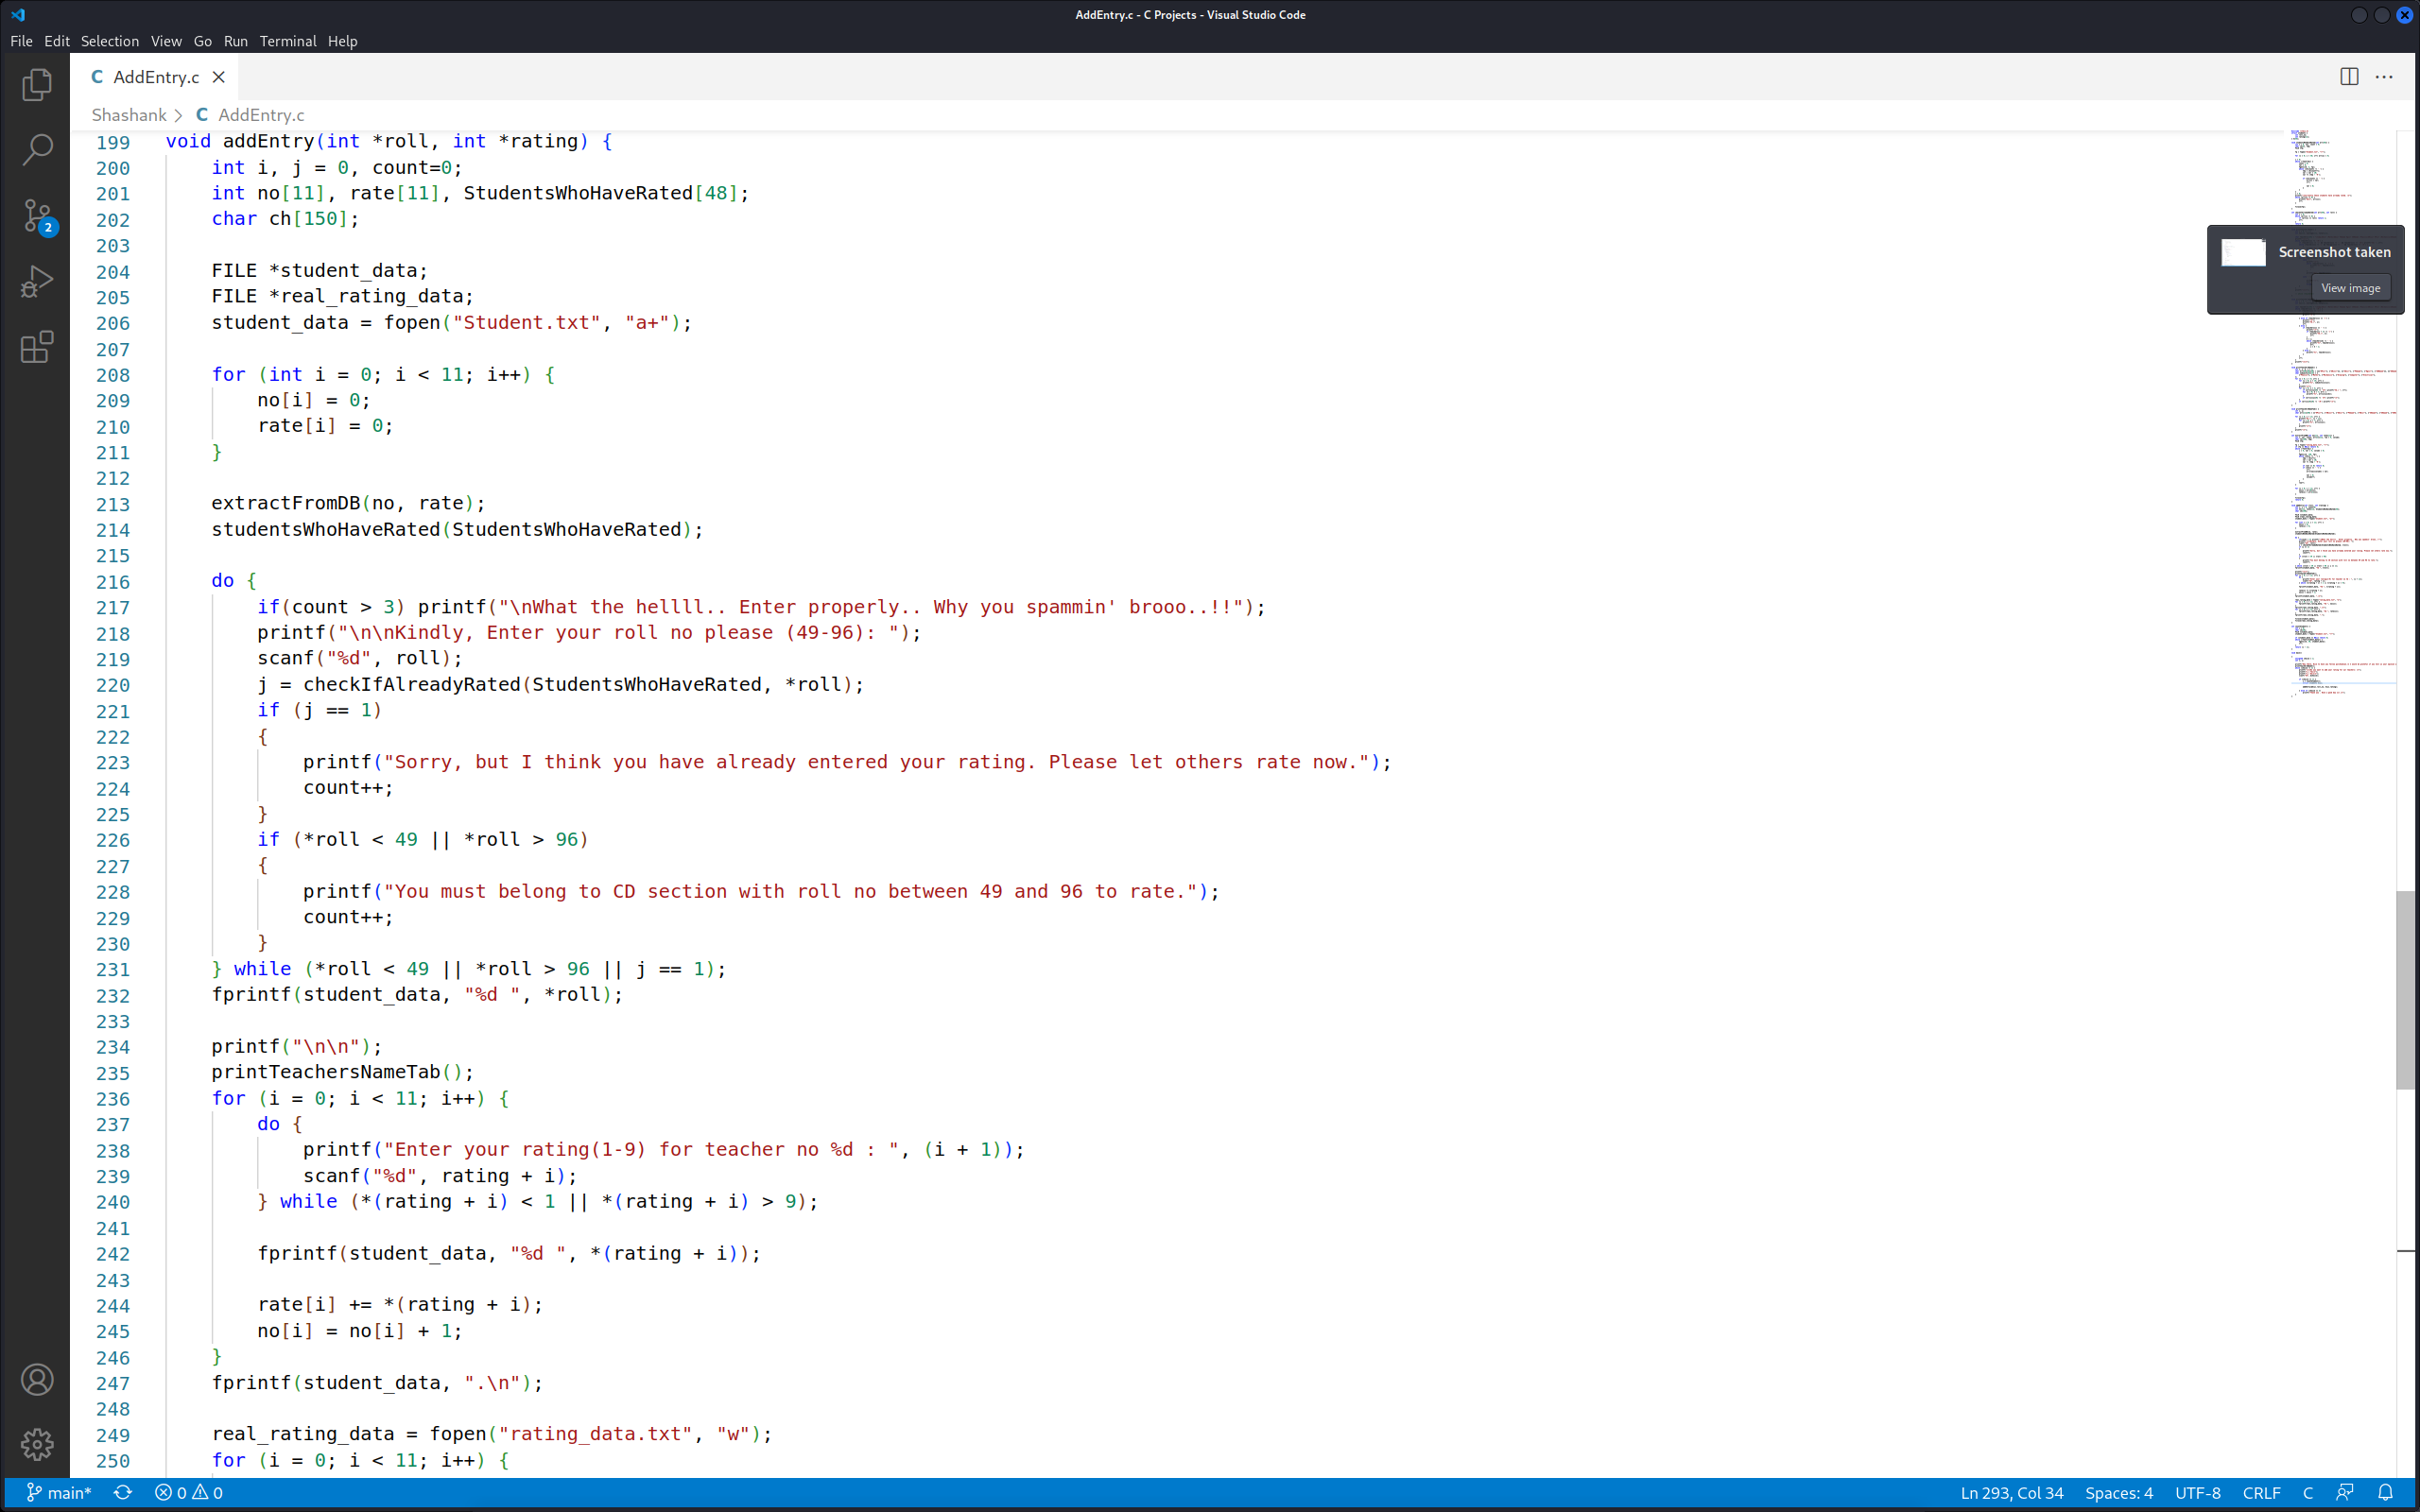 AddEntry.c - C Projects - Visual Studio Code
File Edit Selection View Go Run Terminal Help
C AddEntry.c
Shashank > C AddEntry.c
199 void addEntry(int *roll, int *rating) {
200     int i, j = 0, count=0;
201     int no[11], rate[11], StudentsWhoHaveRated[48];
202     char ch[150];
203
204     FILE *student_data;
205     FILE *real_rating_data;
206     student_data = fopen("Student.txt", "a+");
207
208     for (int i = 0; i < 11; i++) {
209         no[i] = 0;
210         rate[i] = 0;
211     }
212
213     extractFromDB(no, rate);
214     studentsWhoHaveRated(StudentsWhoHaveRated);
215
216     do {
217         if(count > 3) printf("\nWhat the hellll.. Enter properly.. Why you spammin' brooo..!!");
218         printf("\n\nKindly, Enter your roll no please (49-96): ");
219         scanf("%d", roll);
220         j = checkIfAlreadyRated(StudentsWhoHaveRated, *roll);
221         if (j == 1)
222         {
223             printf("Sorry, but I think you have already entered your rating. Please let others rate now.");
224             count++;
225         }
226         if (*roll < 49 || *roll > 96)
227         {
228             printf("You must belong to CD section with roll no between 49 and 96 to rate.");
229             count++;
230         }
231     } while (*roll < 49 || *roll > 96 || j == 1);
232     fprintf(student_data, "%d ", *roll);
233
234     printf("\n\n");
235     printTeachersNameTab();
236     for (i = 0; i < 11; i++) {
237         do {
238             printf("Enter your rating(1-9) for teacher no %d : ", (i + 1));
239             scanf("%d", rating + i);
240         } while (*(rating + i) < 1 || *(rating + i) > 9);
241
242         fprintf(student_data, "%d ", *(rating + i));
243
244         rate[i] += *(rating + i);
245         no[i] = no[i] + 1;
246     }
247     fprintf(student_data, ".\n");
248
249     real_rating_data = fopen("rating_data.txt", "w");
250     for (i = 0; i < 11; i++) {
Screenshot taken
View image
2
main* 0 0 Ln 293, Col 34 Spaces: 4 UTF-8 CRLF C